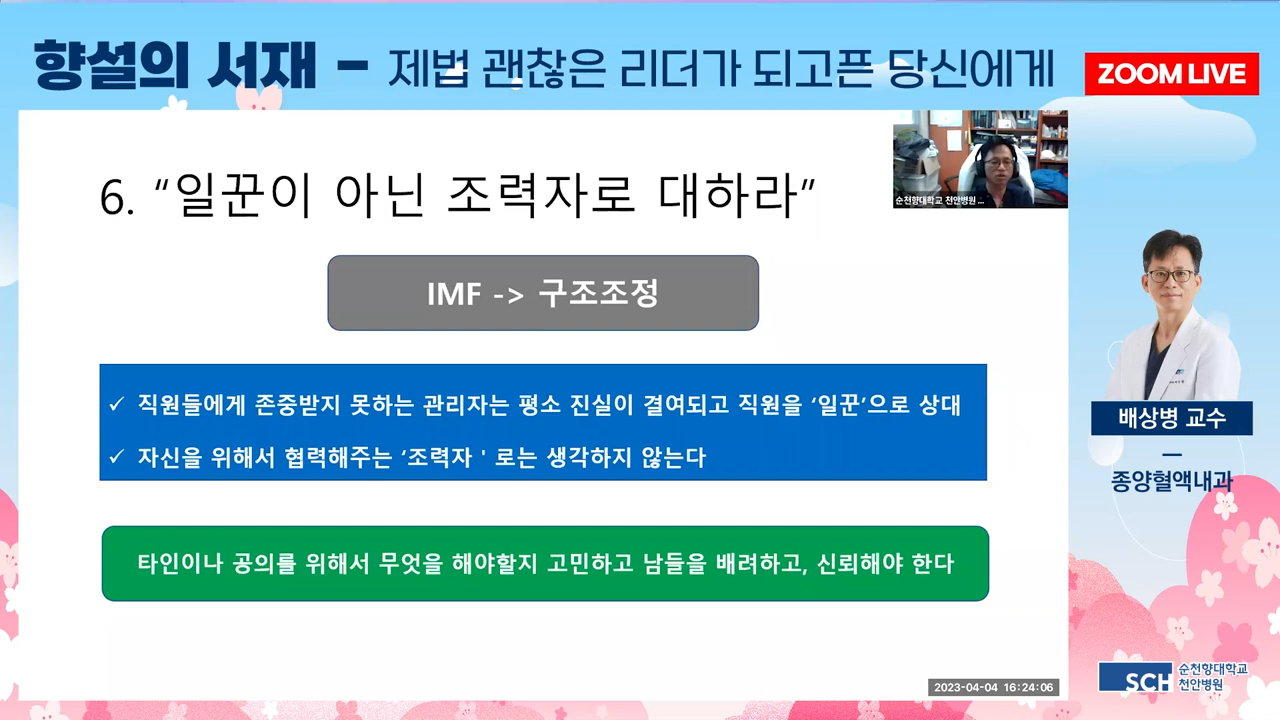 향설의 서재 - 제법 괜찮은 리더가 되고픈 당신에게
ZOOM LIVE
순천향대학교 천안병원 ...
6. “일꾼이 아닌 조력자로 대하라”
IMF -> 구조조정
✓ 직원들에게 존중받지 못하는 관리자는 평소 진실이 결여되고 직원을 ‘일꾼’으로 상대
✓ 자신을 위해서 협력해주는 ‘조력자 ' 로는 생각하지 않는다
타인이나 공의를 위해서 무엇을 해야할지 고민하고 남들을 배려하고, 신뢰해야 한다
배상병 교수
종양혈액내과
2023-04-04 16:24:06
SCH 순천향대학교
천안병원